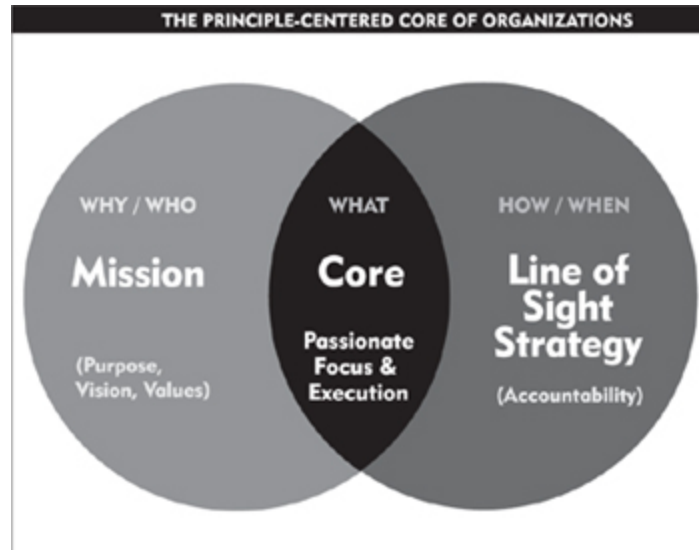 THE PRINCIPLE-CENTERED CORE OF ORGANIZATIONS
WHY / WHO
Mission
(Purpose,
Vision, Values)
WHAT
Core
Passionate
Focus &
Execution
HOW / WHEN
Line of
Sight
Strategy
(Accountability)